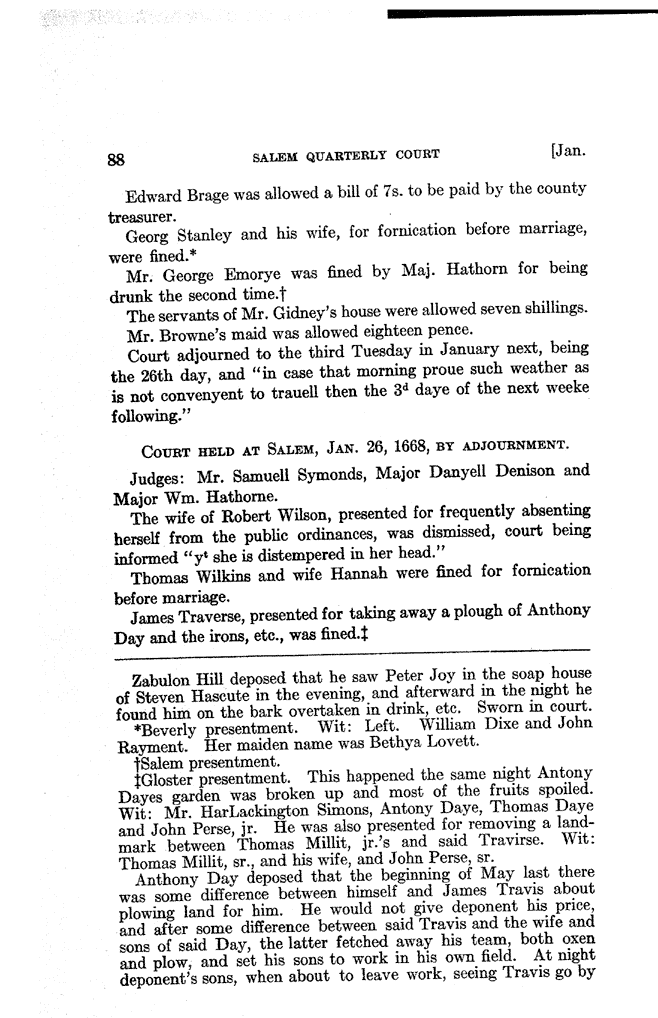 88 SALEM QUARTERLY COURT [Jan.
Edward Brage was allowed a bill of 7s. to be paid by the county
treasurer.
Georg Stanley and his wife, for fornication before marriage,
were fined.*
Mr. George Emorye was fined by Maj. Hathorn for being
drunk the second time.†
The servants of Mr. Gidney's house were allowed seven shillings.
Mr. Browne's maid was allowed eighteen pence.
Court adjourned to the third Tuesday in January next, being
the 26th day, and "in case that morning proue such weather as
is not convenyent to trauell then the 3ᵈ daye of the next weeke
following."
COURT HELD AT SALEM, JAN. 26, 1668, BY ADJOURNMENT.
Judges: Mr. Samuell Symonds, Major Danyell Denison and
Major Wm. Hathorne.
The wife of Robert Wilson, presented for frequently absenting
herself from the public ordinances, was dismissed, court being
informed "yᵗ she is distempered in her head."
Thomas Wilkins and wife Hannah were fined for fornication
before marriage.
James Traverse, presented for taking away a plough of Anthony
Day and the irons, etc., was fined.‡
Zabulon Hill deposed that he saw Peter Joy in the soap house
of Steven Hascute in the evening, and afterward in the night he
found him on the bark overtaken in drink, etc. Sworn in court.
*Beverly presentment. Wit: Left. William Dixe and John
Rayment. Her maiden name was Bethya Lovett.
†Salem presentment.
‡Gloster presentment. This happened the same night Antony
Dayes garden was broken up and most of the fruits spoiled.
Wit: Mr. HarLackington Simons, Antony Daye, Thomas Daye
and John Perse, jr. He was also presented for removing a land-
mark between Thomas Millit, jr.'s and said Travirse. Wit:
Thomas Millit, sr., and his wife, and John Perse, sr.
Anthony Day deposed that the beginning of May last there
was some difference between himself and James Travis about
plowing land for him. He would not give deponent his price,
and after some difference between said Travis and the wife and
sons of said Day, the latter fetched away his team, both oxen
and plow, and set his sons to work in his own field. At night
deponent's sons, when about to leave work, seeing Travis go by